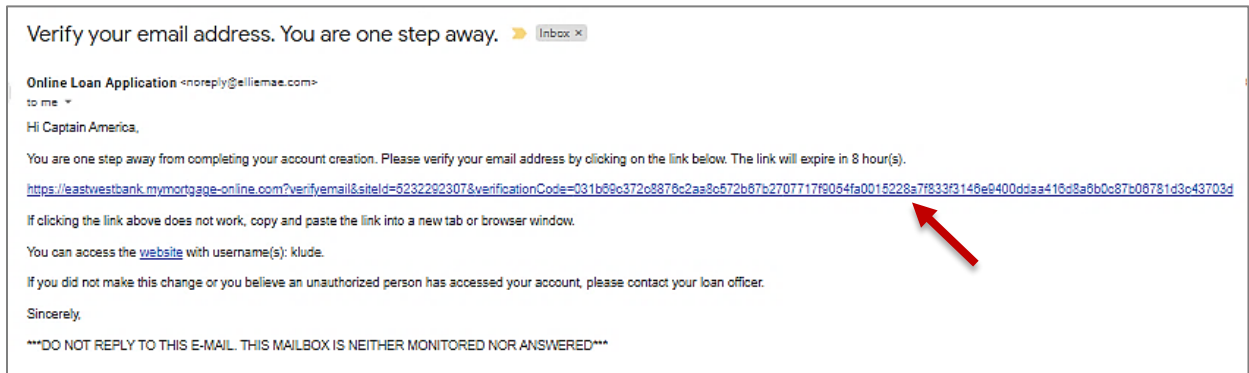 Verify your email address. You are one step away. Inbox ×
Online Loan Application <noreply@elliemae.com>
to me
Hi Captain America,
You are one step away from completing your account creation. Please verify your email address by clicking on the link below. The link will expire in 8 hour(s).
https://eastwestbank.mymortgage-online.com?verifyemail&siteId=5232292307&verificationCode=031b69c372c8876c2aa8c572b67b2707717f9054fa0015228a7f833f3146e9400ddaa416d8a6b0c87b06781d3c43703d
If clicking the link above does not work, copy and paste the link into a new tab or browser window.
You can access the website with username(s): klude.
If you did not make this change or you believe an unauthorized person has accessed your account, please contact your loan officer.
Sincerely,
***DO NOT REPLY TO THIS E-MAIL. THIS MAILBOX IS NEITHER MONITORED NOR ANSWERED***